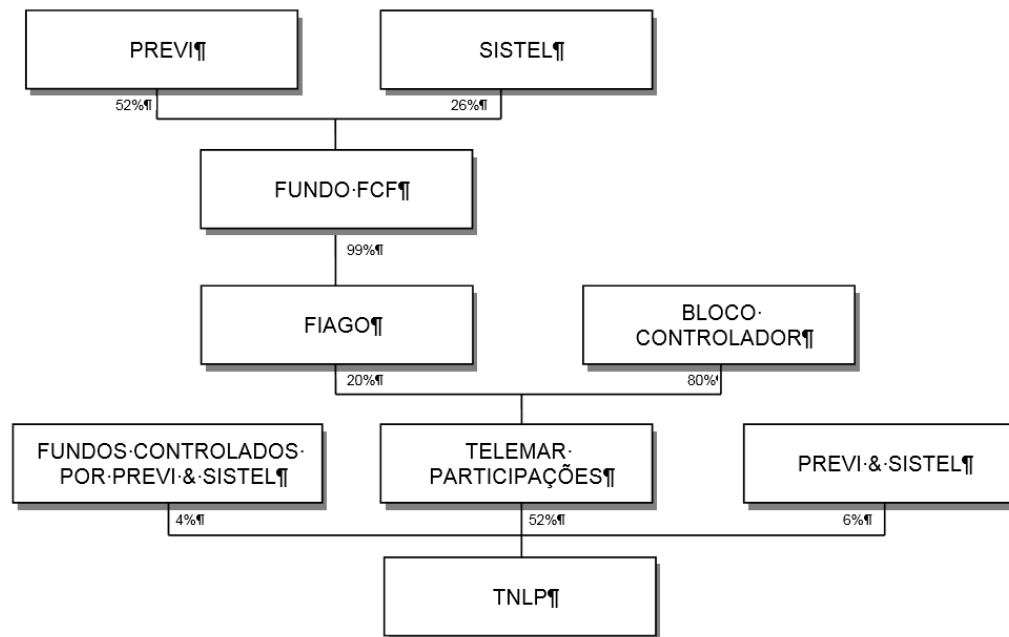 PREVI¶
SISTEL¶
52%¶
26%¶
FUNDO·FCF¶
99%¶
FIAGO¶
BLOCO·
CONTROLADOR¶
20%¶
80%¶
FUNDOS·CONTROLADOS·
POR·PREVI·&·SISTEL¶
TELEMAR·
PARTICIPAÇÕES¶
PREVI·&·SISTEL¶
4%¶
52%¶
6%¶
TNLP¶